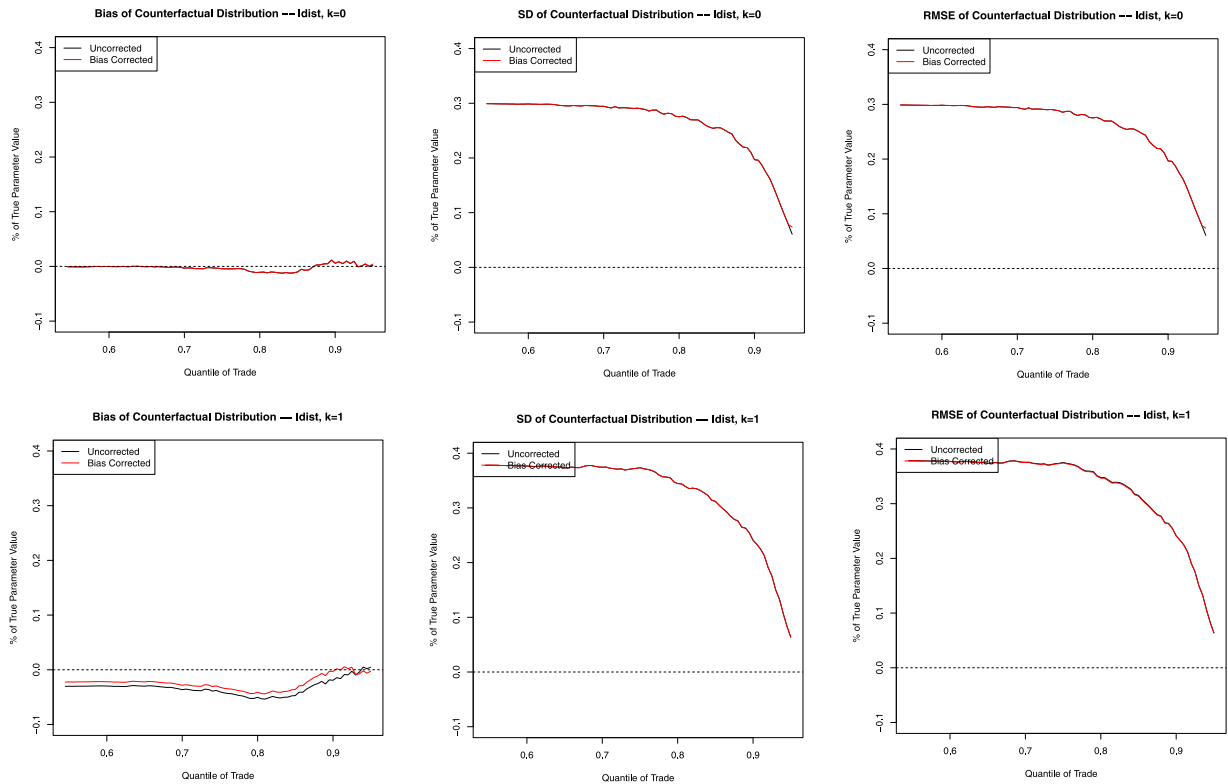 Bias of Counterfactual Distribution −− ldist, k=0
Uncorrected
Bias Corrected
% of True Parameter Value
0.4
0.3
0.2
0.1
0.0
−0.1
0.6 0.7 0.8 0.9
Quantile of Trade
SD of Counterfactual Distribution −− ldist, k=0
Uncorrected
Bias Corrected
% of True Parameter Value
0.4
0.3
0.2
0.1
0.0
−0.1
0.6 0.7 0.8 0.9
Quantile of Trade
RMSE of Counterfactual Distribution −− ldist, k=0
Uncorrected
Bias Corrected
% of True Parameter Value
0.4
0.3
0.2
0.1
0.0
−0.1
0.6 0.7 0.8 0.9
Quantile of Trade
Bias of Counterfactual Distribution −− ldist, k=1
Uncorrected
Bias Corrected
% of True Parameter Value
0.4
0.3
0.2
0.1
0.0
−0.1
0.6 0.7 0.8 0.9
Quantile of Trade
SD of Counterfactual Distribution −− ldist, k=1
Uncorrected
Bias Corrected
% of True Parameter Value
0.4
0.3
0.2
0.1
0.0
−0.1
0.6 0.7 0.8 0.9
Quantile of Trade
RMSE of Counterfactual Distribution −− ldist, k=1
Uncorrected
Bias Corrected
% of True Parameter Value
0.4
0.3
0.2
0.1
0.0
−0.1
0.6 0.7 0.8 0.9
Quantile of Trade